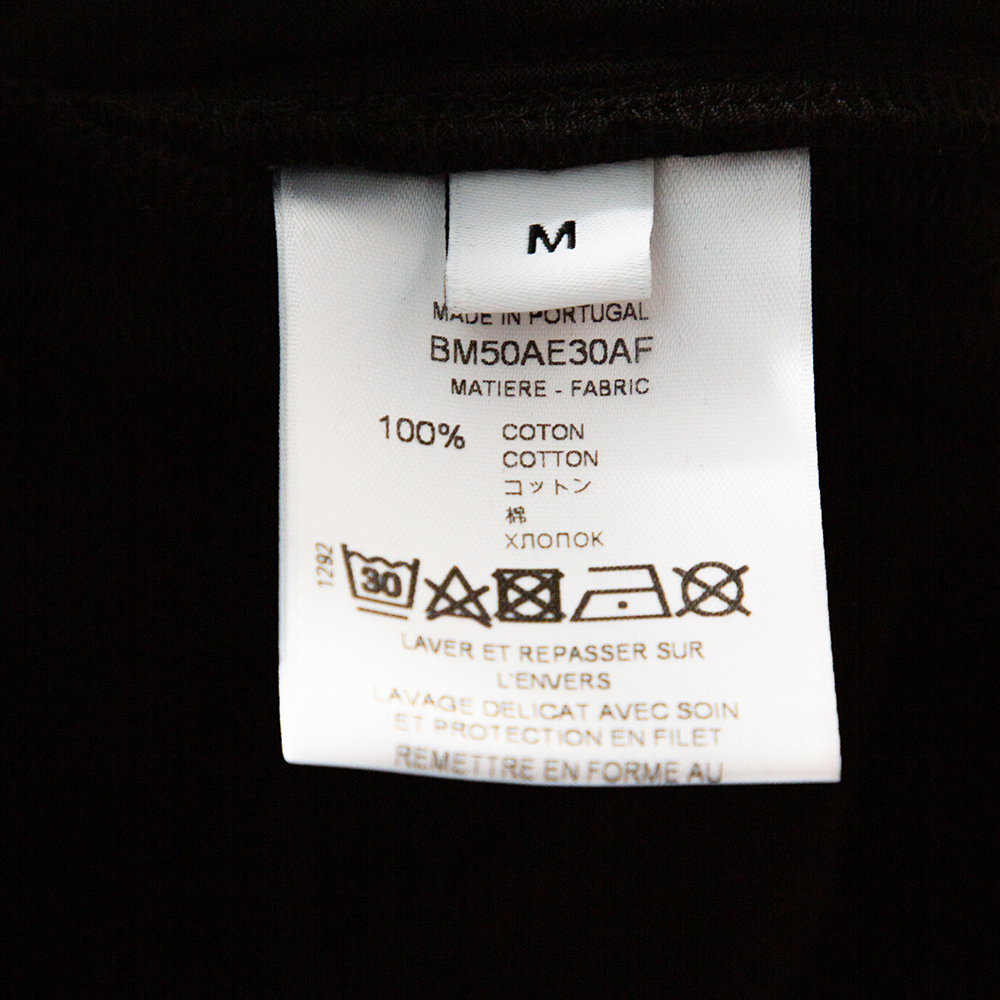 M
MADE IN PORTUGAL
BM50AE30AF
MATIERE - FABRIC
100% COTON
COTTON
コットン
棉
ХЛОПОК
1292
30
LAVER ET REPASSER SUR
L'ENVERS
LAVAGE DELICAT AVEC SOIN
ET PROTECTION EN FILET
REMETTRE EN FORME AU